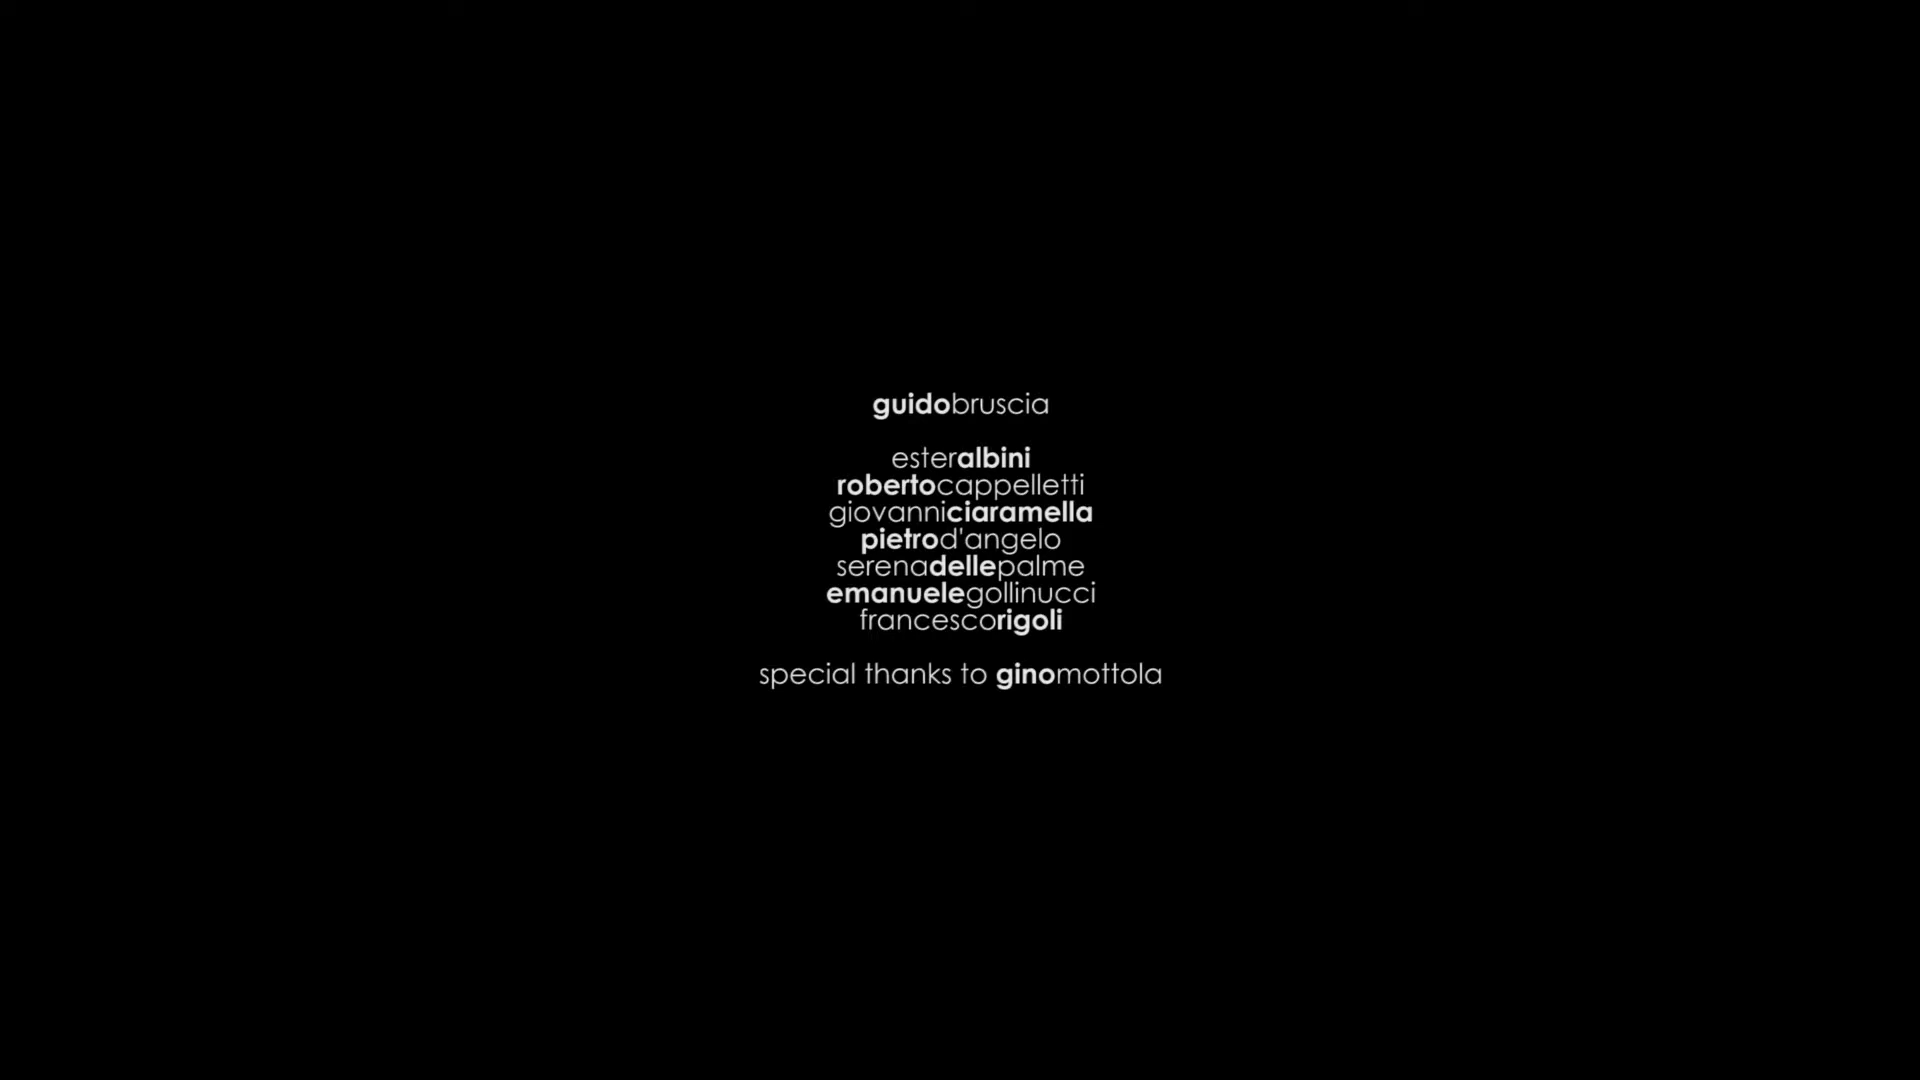 guidobruscia
esteralbini
robertocappelletti
giovanniciaramella
pietrod'angelo
serenadellepalme
emanuelegollinucci
francescorigoli
special thanks to ginomottola